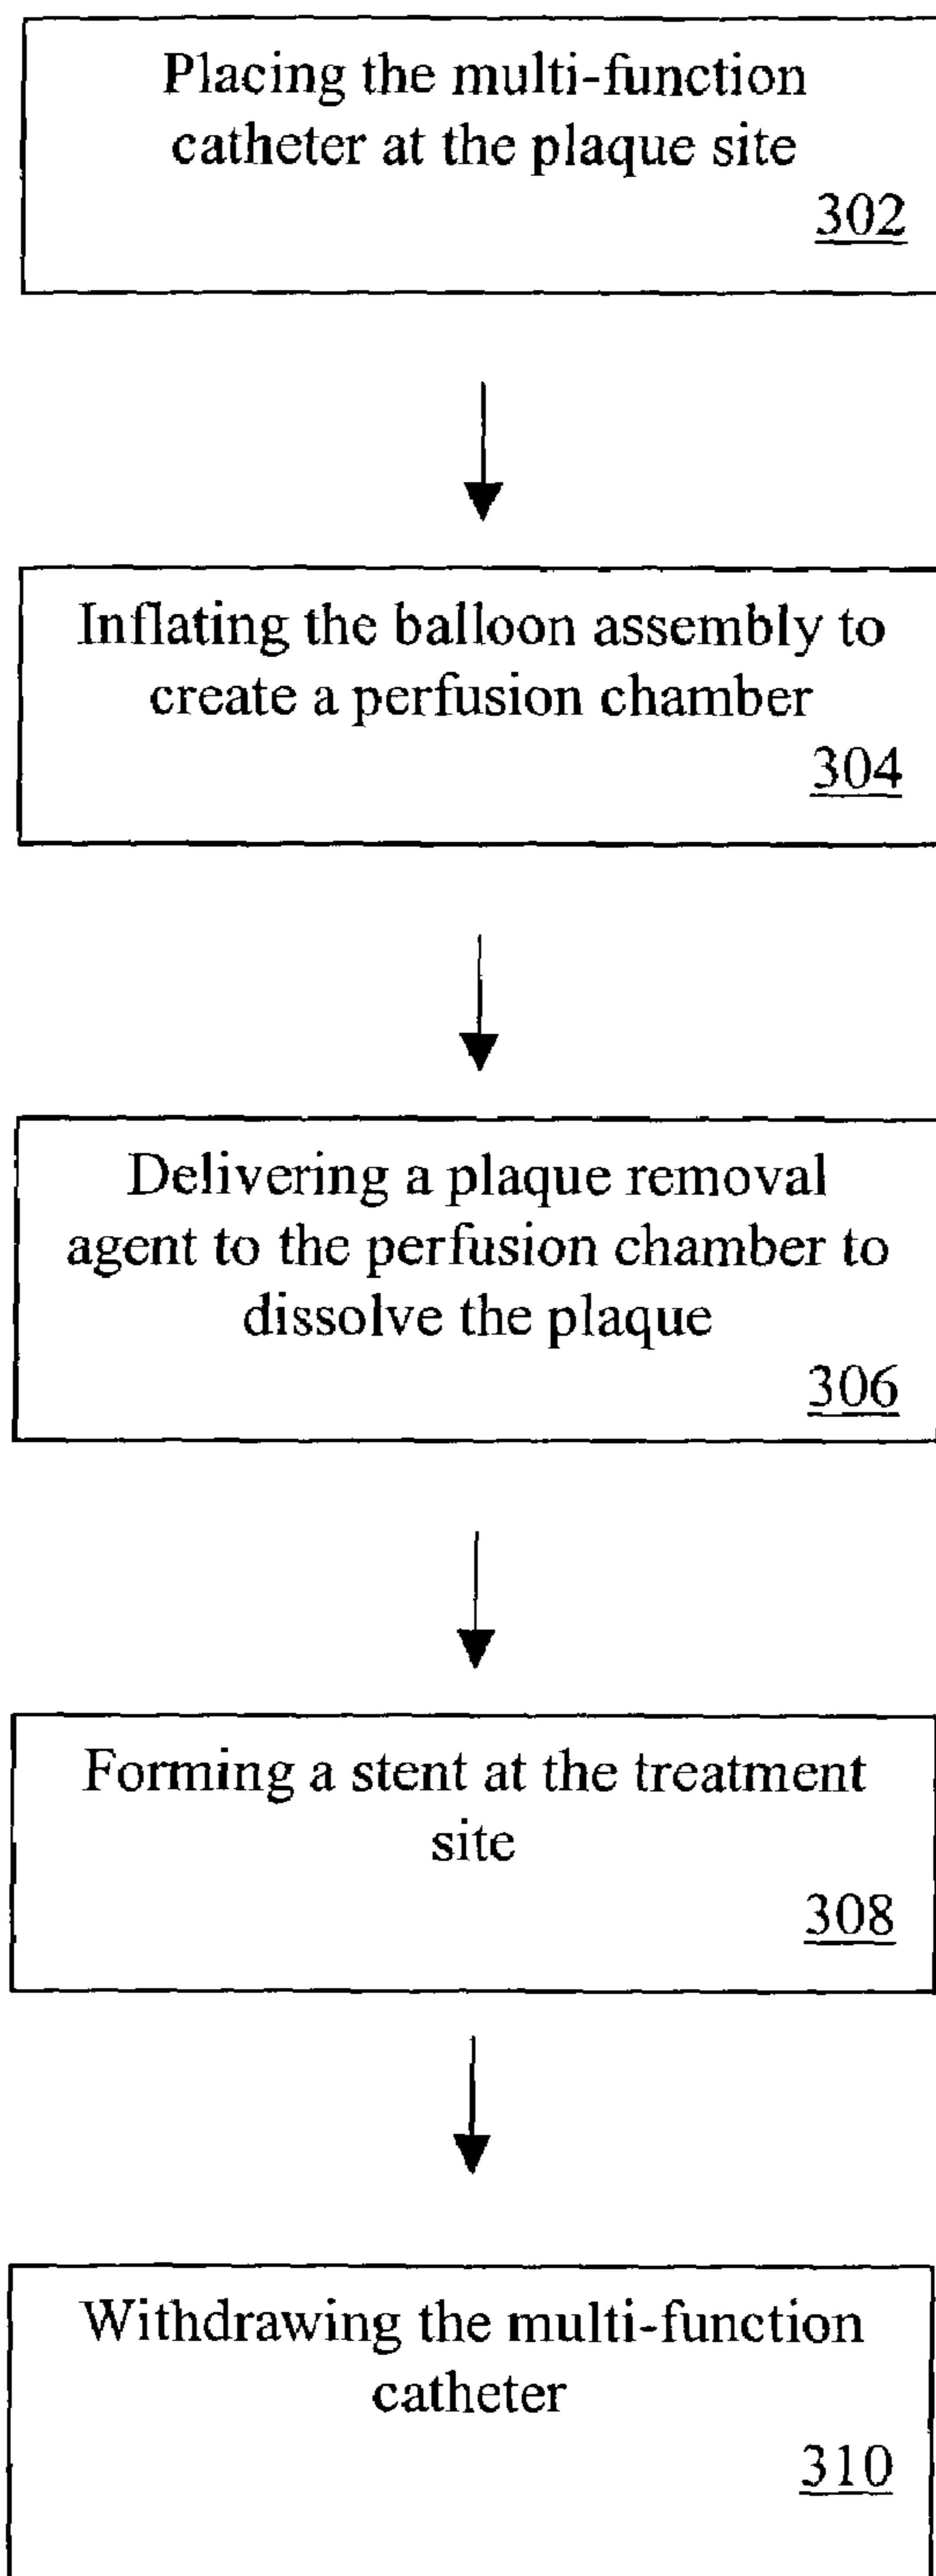 Placing the multi-function
catheter at the plaque site
302
Inflating the balloon assembly to
create a perfusion chamber
304
Delivering a plaque removal
agent to the perfusion chamber to
dissolve the plaque
306
Forming a stent at the treatment
site
308
Withdrawing the multi-function
catheter
310